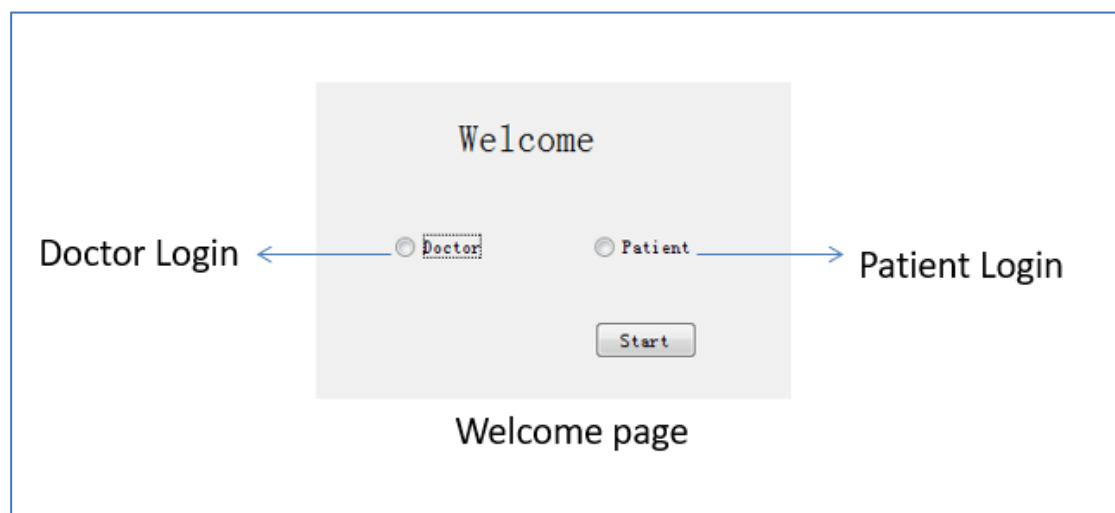 Welcome
Doctor Login
Doctor
Patient
Patient Login
Start
Welcome page